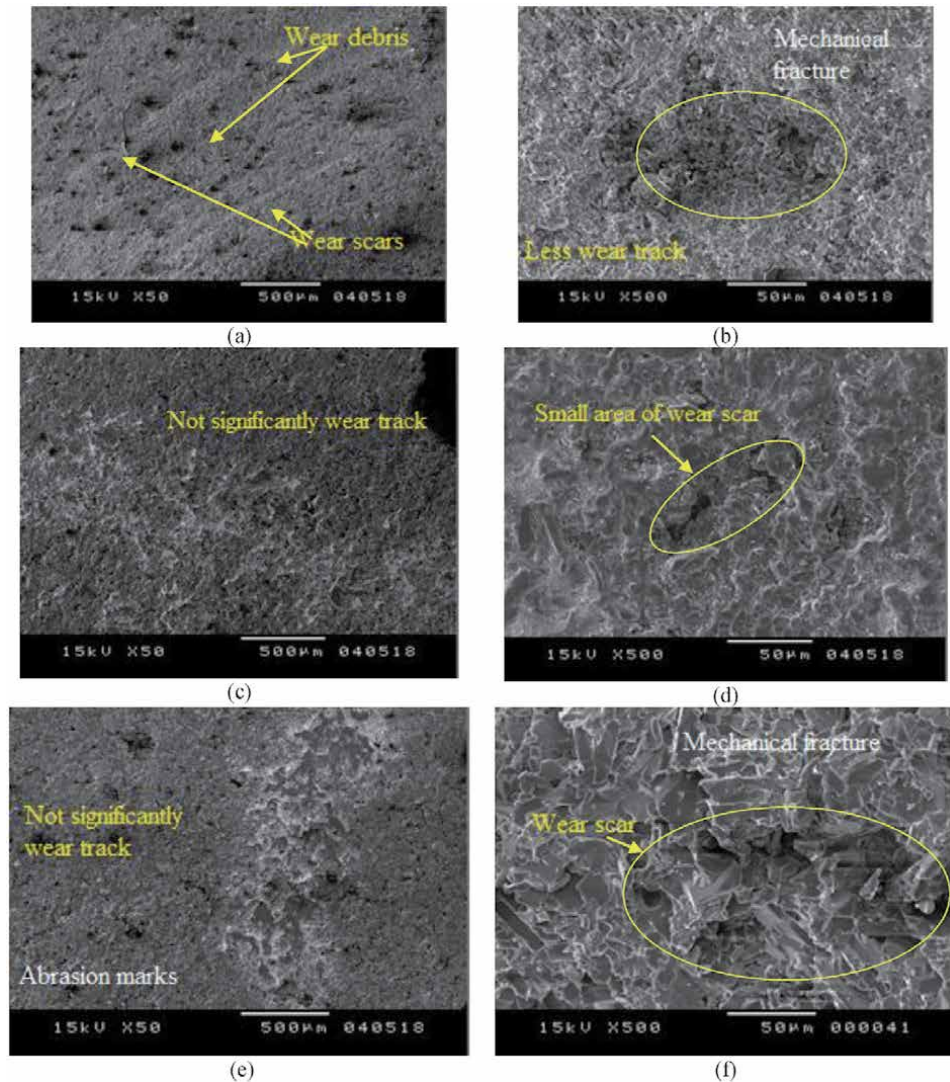 Wear debris
Wear scars
15kV X50 500μm 040518
(a)
Mechanical
fracture
Less wear track
15kV X500 50μm 040518
(b)
Not significantly wear track
15kV X50 500μm 040518
(c)
Small area of wear scar
15kV X500 50μm 040518
(d)
Not significantly
wear track
Abrasion marks
15kV X50 500μm 040518
(e)
Mechanical fracture
Wear scar
15kV X500 50μm 000041
(f)